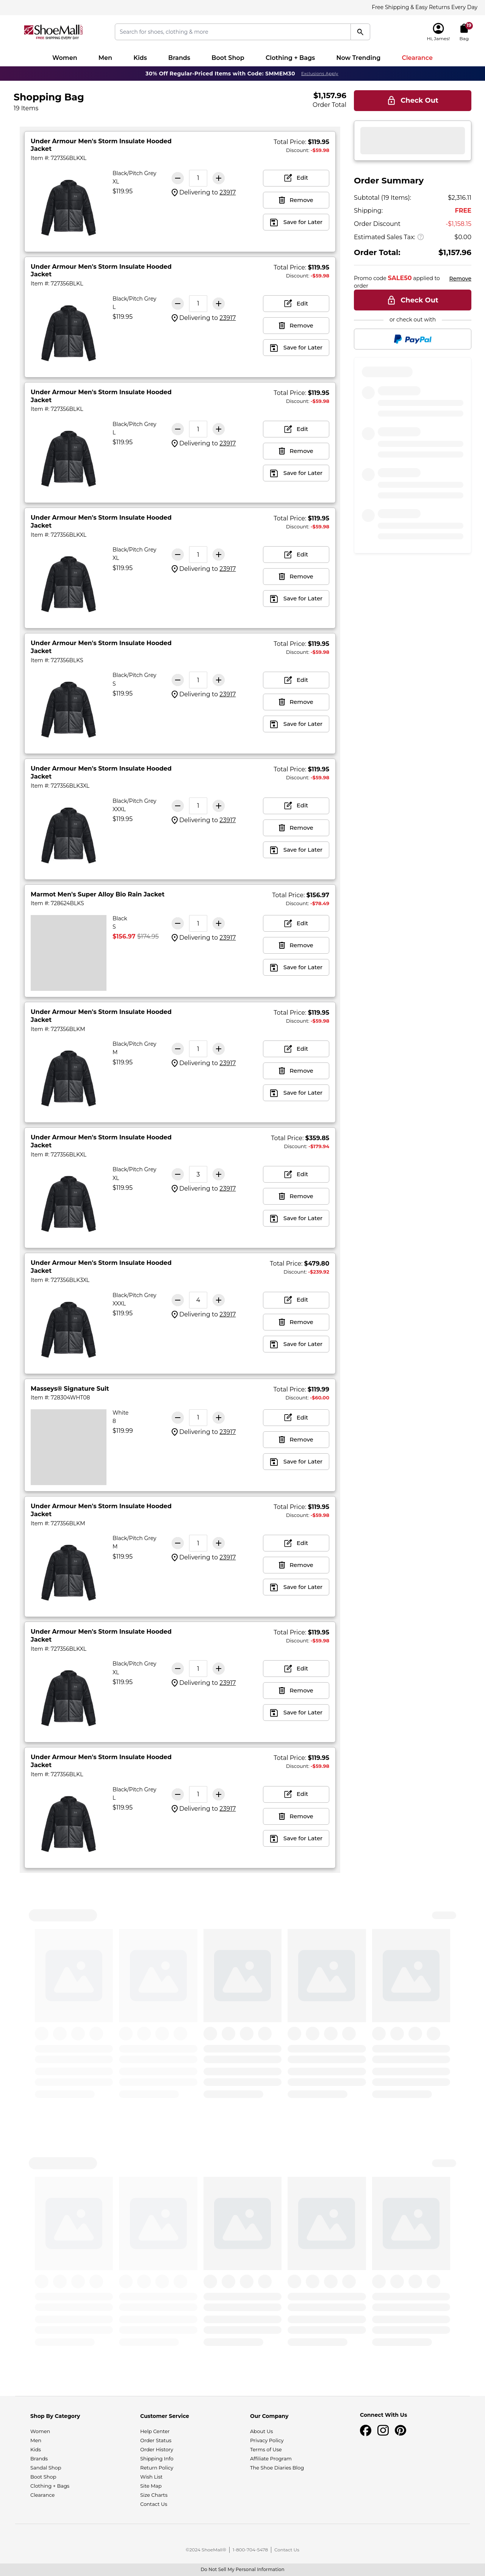 Free Shipping & Easy Returns Every Day
ShoeMall
FREE SHIPPING EVERY DAY
Search for shoes, clothing & more
Hi, James!
19
Bag
Women
Men
Kids
Brands
Boot Shop
Clothing + Bags
Now Trending
Clearance
30% Off Regular-Priced Items with Code: SMMEM30 Exclusions Apply
Shopping Bag
19 Items
$1,157.96
Order Total
Under Armour Men's Storm Insulate Hooded
Jacket
Item #: 727356BLKXL
Black/Pitch Grey
XL
$119.95
1
Delivering to 23917
Total Price: $119.95
Discount: -$59.98
Edit
Remove
Save for Later
Under Armour Men's Storm Insulate Hooded
Jacket
Item #: 727356BLKL
Black/Pitch Grey
L
$119.95
1
Delivering to 23917
Total Price: $119.95
Discount: -$59.98
Edit
Remove
Save for Later
Under Armour Men's Storm Insulate Hooded
Jacket
Item #: 727356BLKL
Black/Pitch Grey
L
$119.95
1
Delivering to 23917
Total Price: $119.95
Discount: -$59.98
Edit
Remove
Save for Later
Under Armour Men's Storm Insulate Hooded
Jacket
Item #: 727356BLKXL
Black/Pitch Grey
XL
$119.95
1
Delivering to 23917
Total Price: $119.95
Discount: -$59.98
Edit
Remove
Save for Later
Under Armour Men's Storm Insulate Hooded
Jacket
Item #: 727356BLKS
Black/Pitch Grey
S
$119.95
1
Delivering to 23917
Total Price: $119.95
Discount: -$59.98
Edit
Remove
Save for Later
Under Armour Men's Storm Insulate Hooded
Jacket
Item #: 727356BLK3XL
Black/Pitch Grey
XXXL
$119.95
1
Delivering to 23917
Total Price: $119.95
Discount: -$59.98
Edit
Remove
Save for Later
Marmot Men's Super Alloy Bio Rain Jacket
Item #: 728624BLKS
Black
S
$156.97 $174.95
1
Delivering to 23917
Total Price: $156.97
Discount: -$78.49
Edit
Remove
Save for Later
Under Armour Men's Storm Insulate Hooded
Jacket
Item #: 727356BLKM
Black/Pitch Grey
M
$119.95
1
Delivering to 23917
Total Price: $119.95
Discount: -$59.98
Edit
Remove
Save for Later
Under Armour Men's Storm Insulate Hooded
Jacket
Item #: 727356BLKXL
Black/Pitch Grey
XL
$119.95
3
Delivering to 23917
Total Price: $359.85
Discount: -$179.94
Edit
Remove
Save for Later
Under Armour Men's Storm Insulate Hooded
Jacket
Item #: 727356BLK3XL
Black/Pitch Grey
XXXL
$119.95
4
Delivering to 23917
Total Price: $479.80
Discount: -$239.92
Edit
Remove
Save for Later
Masseys® Signature Suit
Item #: 728304WHT08
White
8
$119.99
1
Delivering to 23917
Total Price: $119.99
Discount: -$60.00
Edit
Remove
Save for Later
Under Armour Men's Storm Insulate Hooded
Jacket
Item #: 727356BLKM
Black/Pitch Grey
M
$119.95
1
Delivering to 23917
Total Price: $119.95
Discount: -$59.98
Edit
Remove
Save for Later
Under Armour Men's Storm Insulate Hooded
Jacket
Item #: 727356BLKXL
Black/Pitch Grey
XL
$119.95
1
Delivering to 23917
Total Price: $119.95
Discount: -$59.98
Edit
Remove
Save for Later
Under Armour Men's Storm Insulate Hooded
Jacket
Item #: 727356BLKL
Black/Pitch Grey
L
$119.95
1
Delivering to 23917
Total Price: $119.95
Discount: -$59.98
Edit
Remove
Save for Later
Check Out
Order Summary
Subtotal (19 Items): $2,316.11
Shipping: FREE
Order Discount -$1,158.15
Estimated Sales Tax: $0.00
Order Total: $1,157.96
Promo code SALE50 applied to
order
Remove
Check Out
or check out with
PayPal
Shop By Category
Women
Men
Kids
Brands
Sandal Shop
Boot Shop
Clothing + Bags
Clearance
Customer Service
Help Center
Order Status
Order History
Shipping Info
Return Policy
Wish List
Site Map
Size Charts
Contact Us
Our Company
About Us
Privacy Policy
Terms of Use
Affiliate Program
The Shoe Diaries Blog
Connect With Us
©2024 ShoeMall® | 1-800-704-5478 | Contact Us
Do Not Sell My Personal Information